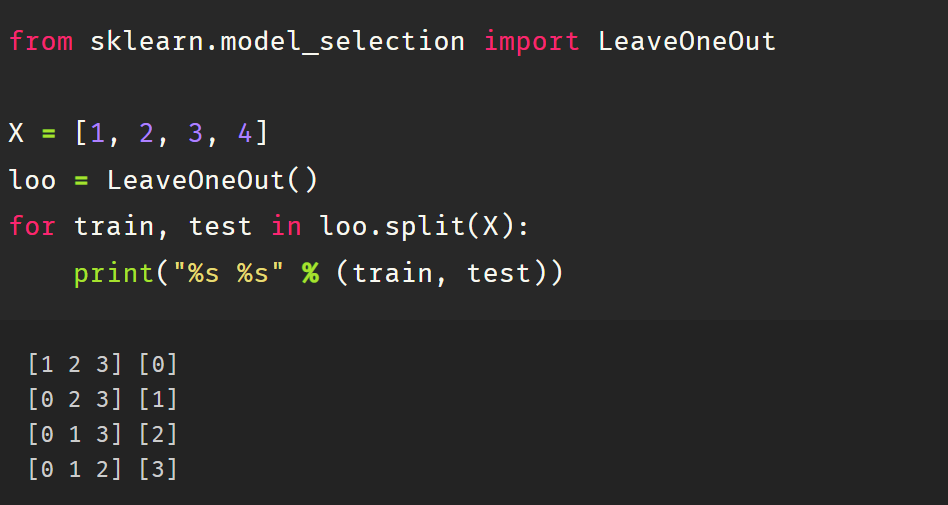 from sklearn.model_selection import LeaveOneOut
X = [1, 2, 3, 4]
loo = LeaveOneOut()
for train, test in loo.split(X):
    print("%s %s" % (train, test))
[1 2 3] [0]
[0 2 3] [1]
[0 1 3] [2]
[0 1 2] [3]